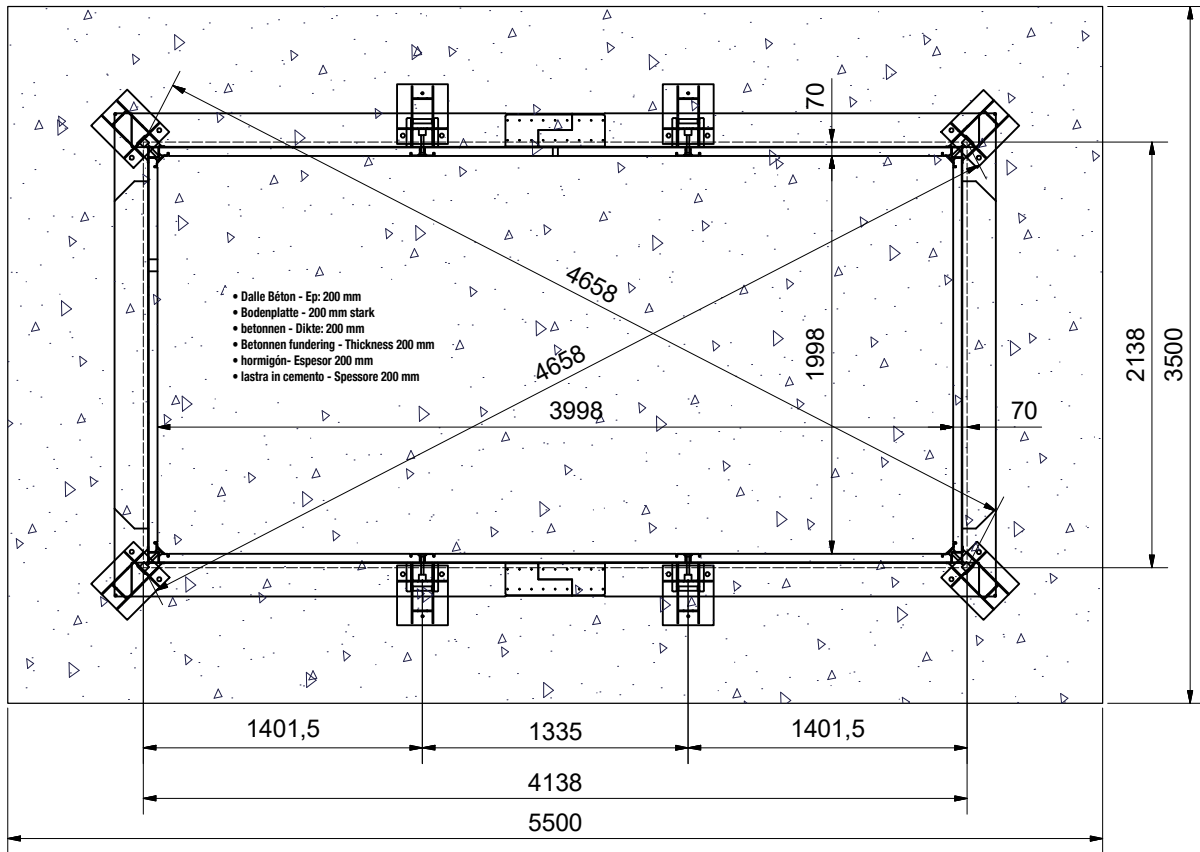 70
4658
• Dalle Béton - Ep: 200 mm
• Bodenplatte - 200 mm stark
• betonnen - Dikte: 200 mm
• Betonnen fundering - Thickness 200 mm
• hormigón- Espesor 200 mm
• lastra in cemento - Spessore 200 mm
4658
1998
2138
3500
3998
70
1401,5
1335
1401,5
4138
5500